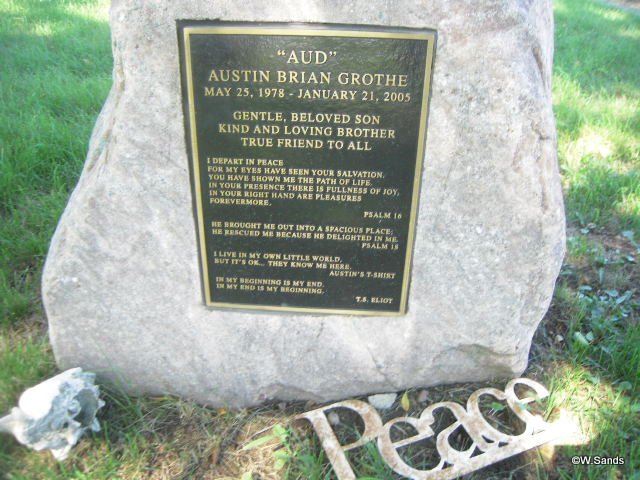 “AUD”
AUSTIN BRIAN GROTHE
MAY 25, 1978 - JANUARY 21, 2005
GENTLE, BELOVED SON
KIND AND LOVING BROTHER
TRUE FRIEND TO ALL
I DEPART IN PEACE
FOR MY EYES HAVE SEEN YOUR SALVATION.
YOU HAVE SHOWN ME THE PATH OF LIFE.
IN YOUR PRESENCE THERE IS FULLNESS OF JOY,
IN YOUR RIGHT HAND ARE PLEASURES
FOREVERMORE.
PSALM 16
HE BROUGHT ME OUT INTO A SPACIOUS PLACE;
HE RESCUED ME BECAUSE HE DELIGHTED IN ME.
PSALM 18
I LIVE IN MY OWN LITTLE WORLD,
BUT IT'S OK... THEY KNOW ME HERE.
AUSTIN'S T-SHIRT
IN MY BEGINNING IS MY END.
IN MY END IS MY BEGINNING.
T.S. ELIOT
Peace
©W.Sands